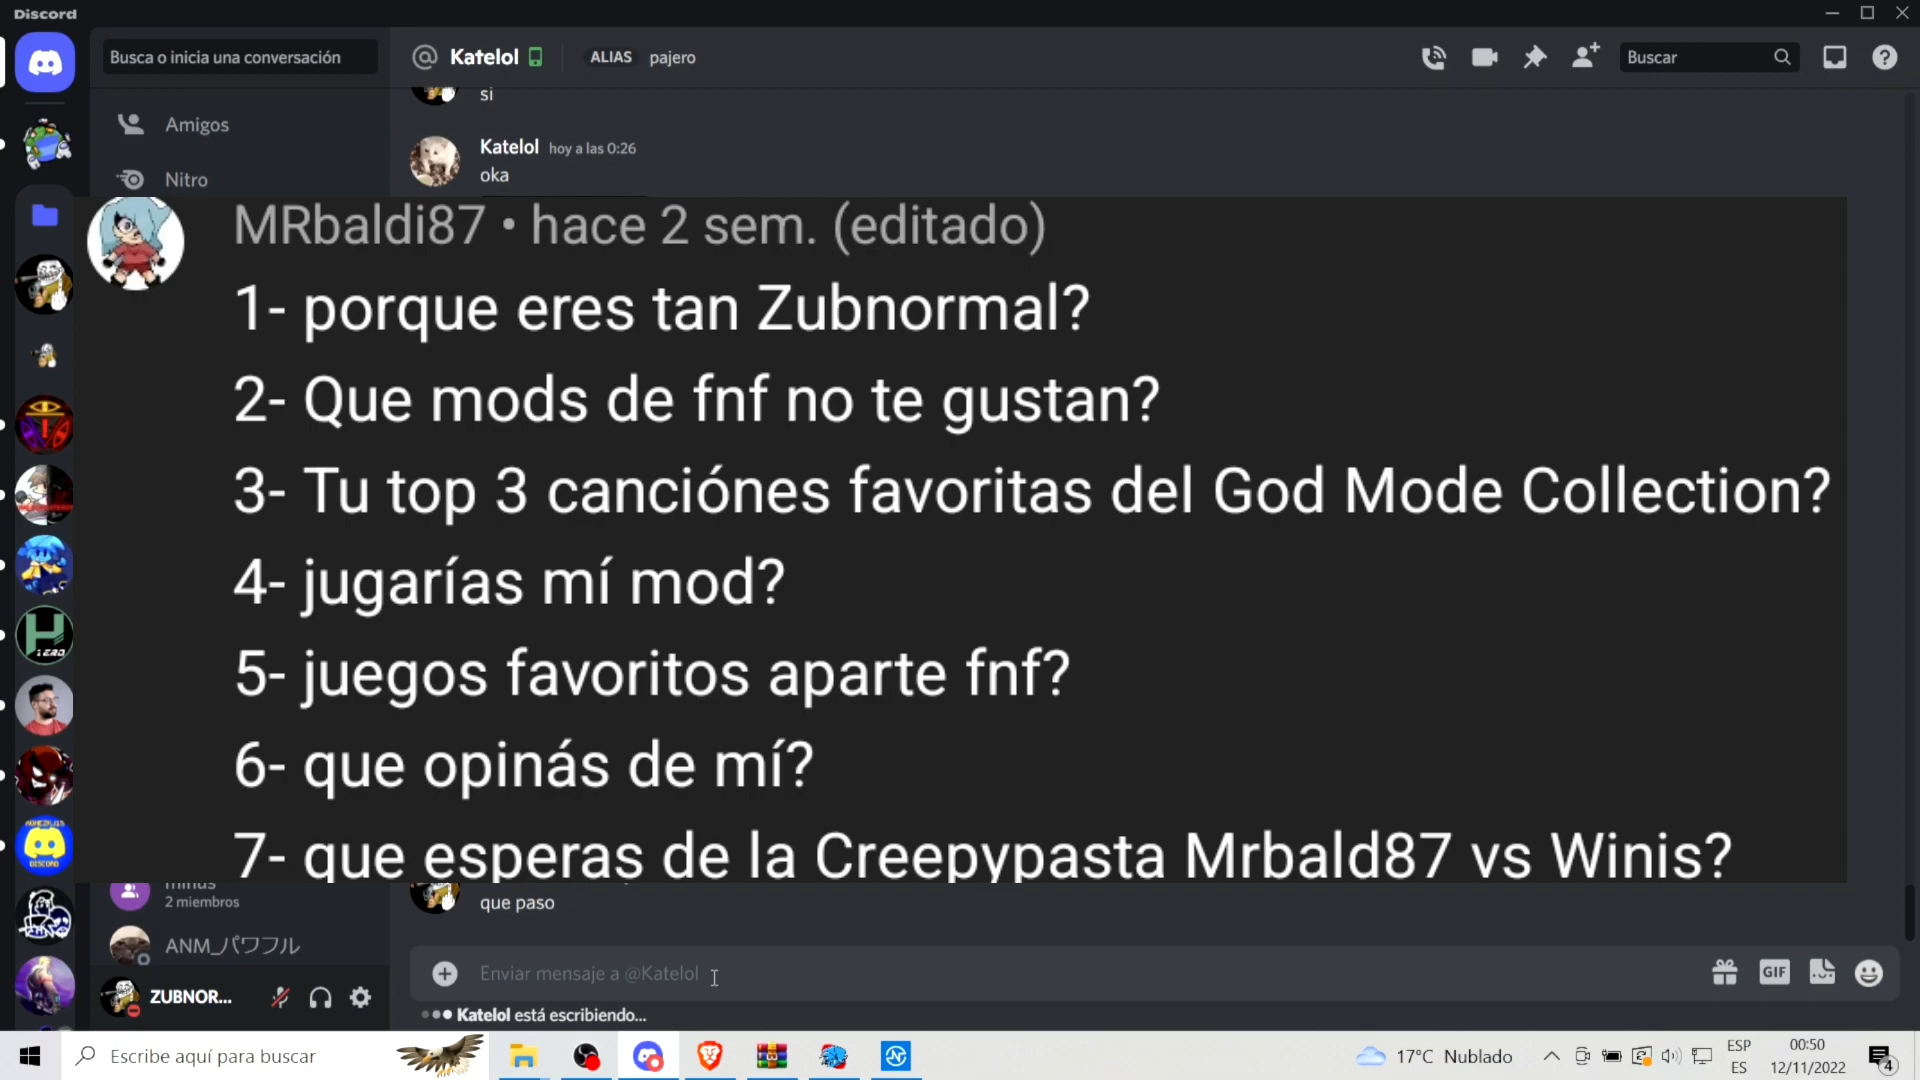 Discord
Busca o inicia una conversación
Katelol
ALIAS pajero
Buscar
si
Amigos
Katelol hoy a las 0:26
oka
Nitro
MRbaldi87 • hace 2 sem. (editado)
1- porque eres tan Zubnormal?
2- Que mods de fnf no te gustan?
3- Tu top 3 canciónes favoritas del God Mode Collection?
4- jugarías mí mod?
5- juegos favoritos aparte fnf?
6- que opinás de mí?
7- que esperas de la Creepypasta Mrbald87 vs Winis?
2 miembros
que paso
ANM_パワフル
Enviar mensaje a @Katelol
GIF
ZUBNOR...
Katelol está escribiendo...
Escribe aquí para buscar
17°C Nublado
ESP
ES
00:50
12/11/2022
4